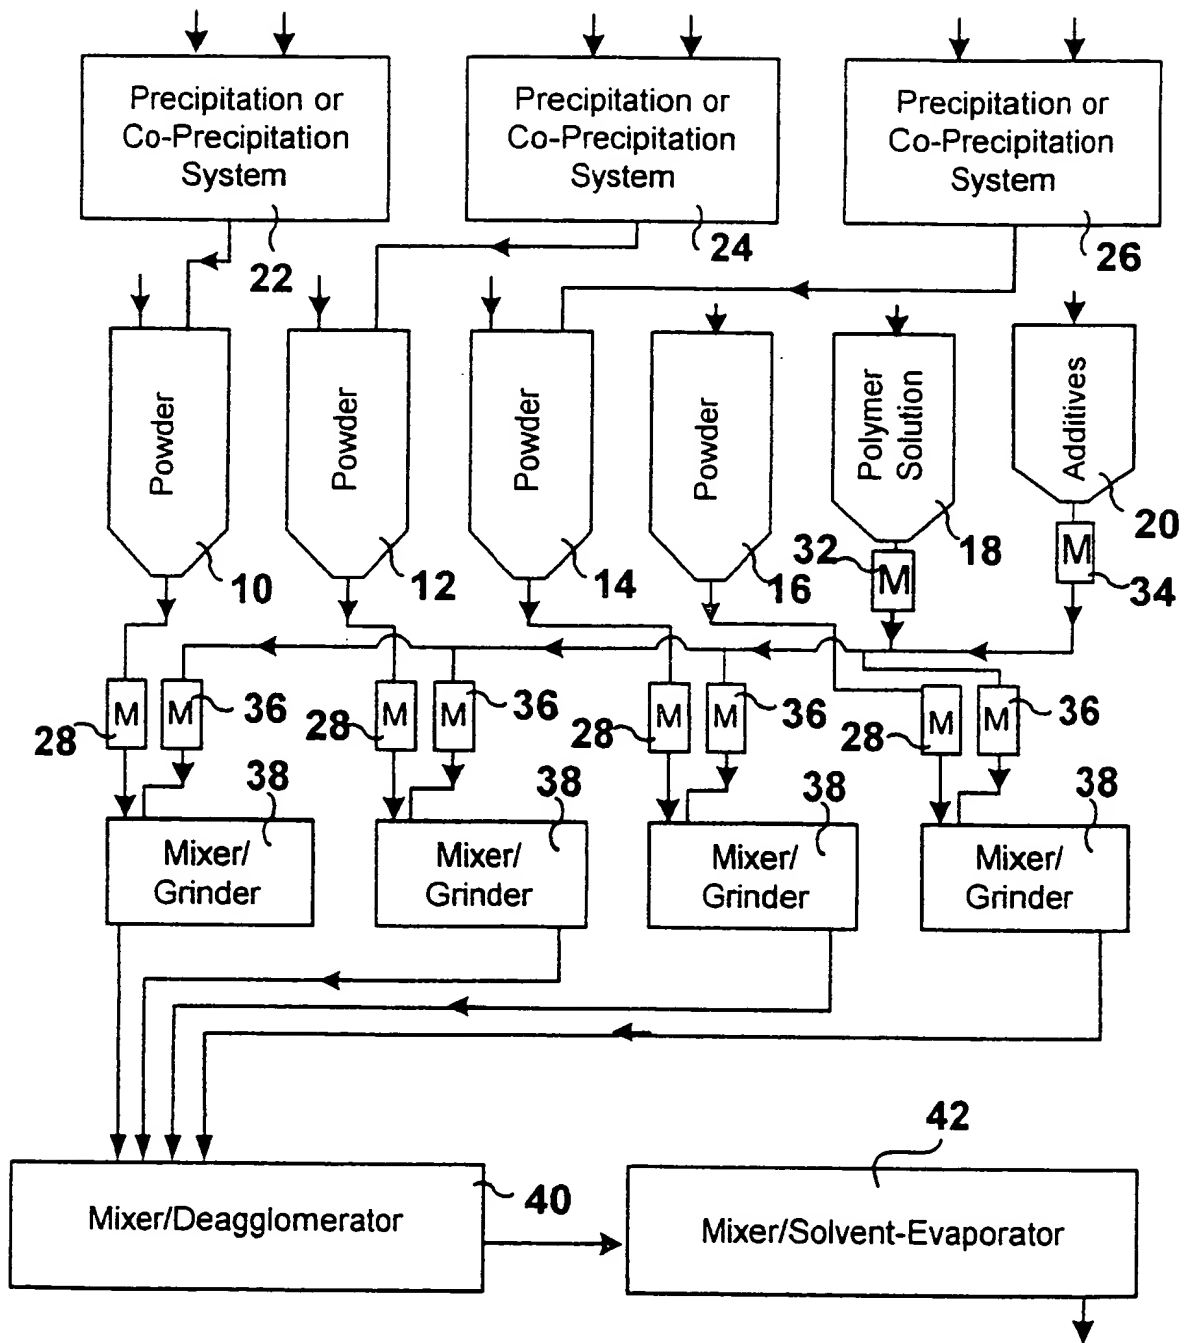 Precipitation or
Co-Precipitation
System
22
Precipitation or
Co-Precipitation
System
24
Precipitation or
Co-Precipitation
System
26
Powder
10
Powder
12
Powder
14
Powder
16
Polymer
Solution
18
Additives
20
32
M
M
34
M
28
M
36
M
28
M
36
M
28
M
36
M
28
M
36
38
Mixer/
Grinder
38
Mixer/
Grinder
38
Mixer/
Grinder
38
Mixer/
Grinder
Mixer/Deagglomerator
40
42
Mixer/Solvent-Evaporator